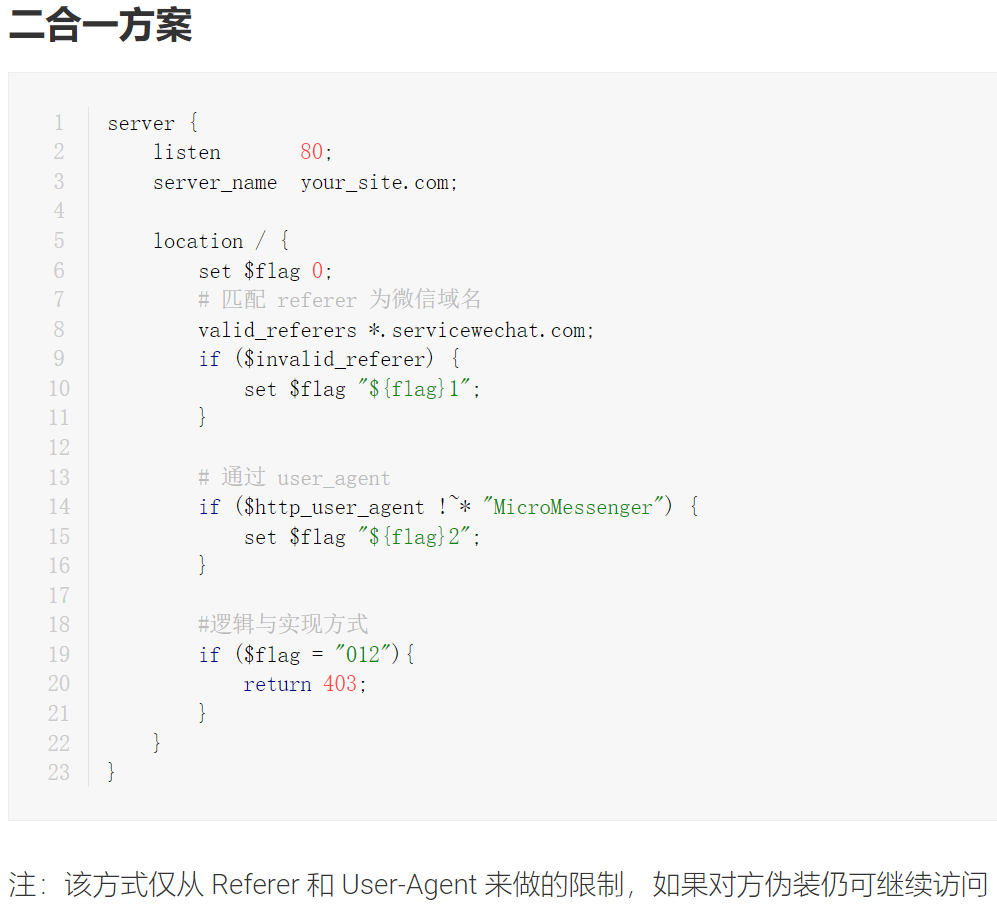 二合一方案
1 server {
2     listen       80;
3     server_name  your_site.com;
4
5     location / {
6         set $flag 0;
7         # 匹配 referer 为微信域名
8         valid_referers *.servicewechat.com;
9         if ($invalid_referer) {
10             set $flag "${flag}1";
11         }
12
13         # 通过 user_agent
14         if ($http_user_agent !~* "MicroMessenger") {
15             set $flag "${flag}2";
16         }
17
18         #逻辑与实现方式
19         if ($flag = "012"){
20             return 403;
21         }
22     }
23 }
注：该方式仅从 Referer 和 User-Agent 来做的限制，如果对方伪装仍可继续访问